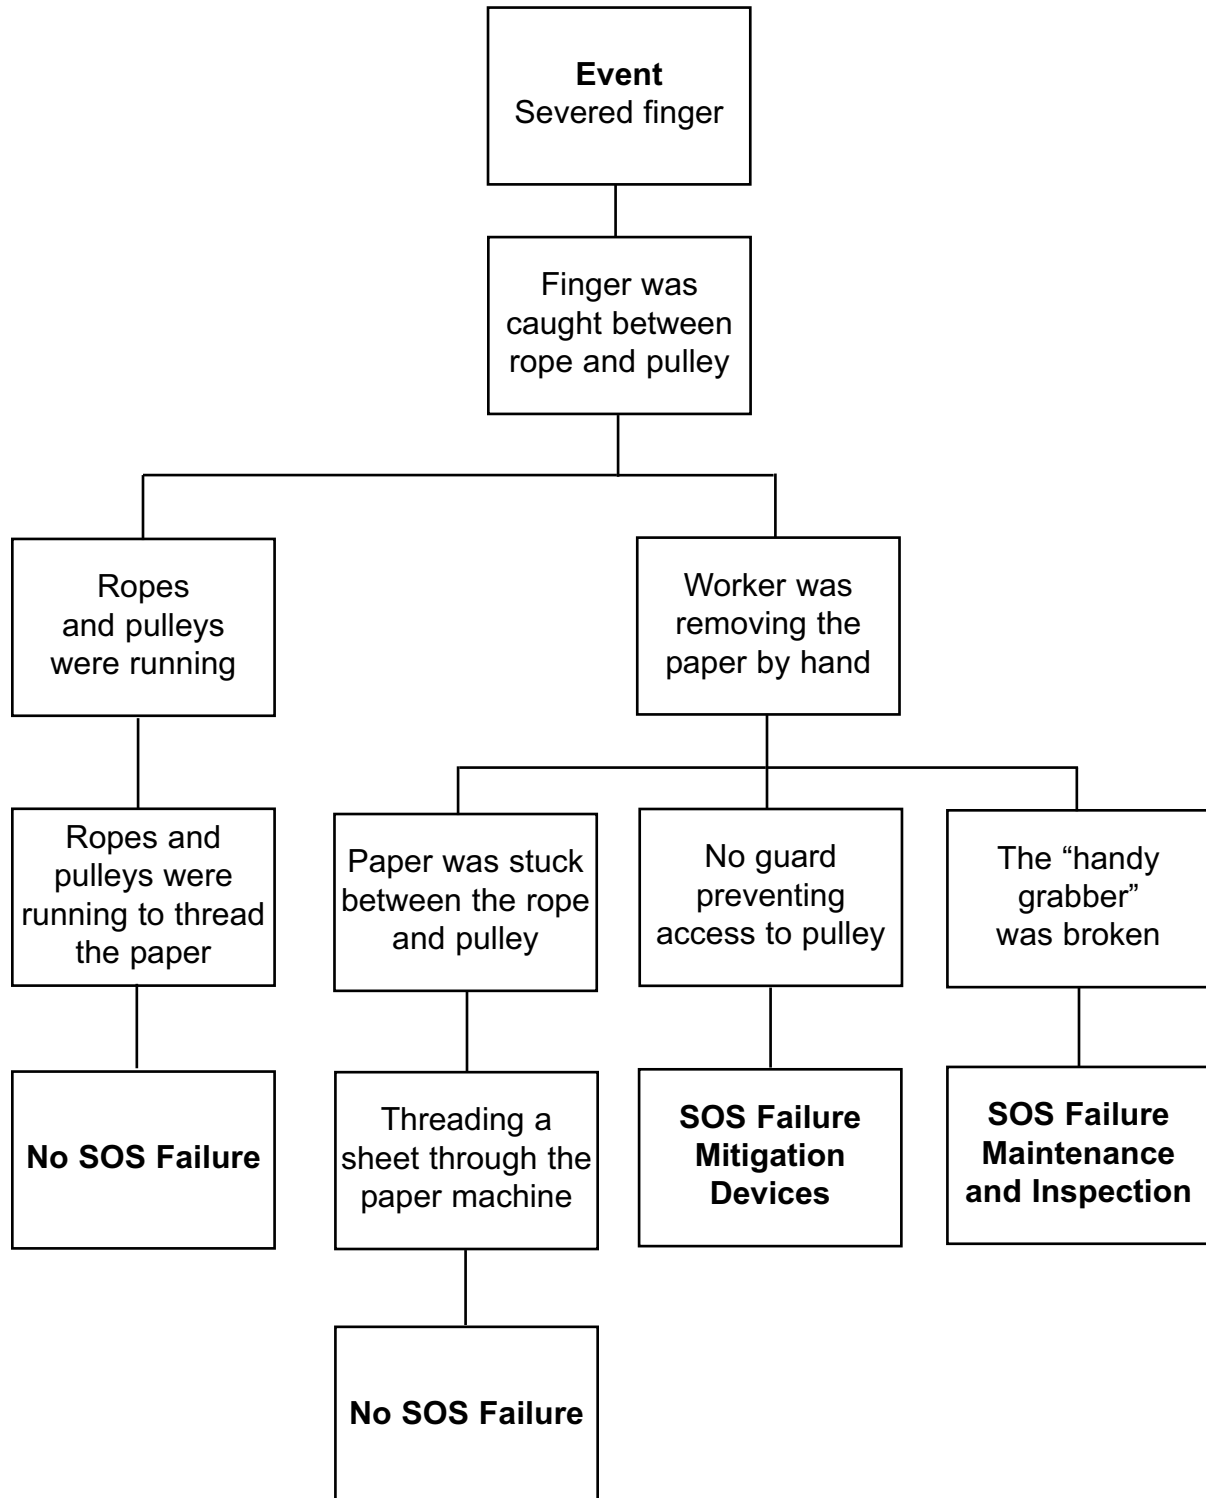 Event
Severed finger
Finger was
caught between
rope and pulley
Ropes
and pulleys
were running
Worker was
removing the
paper by hand
Ropes and
pulleys were
running to thread
the paper
Paper was stuck
between the rope
and pulley
No guard
preventing
access to pulley
The “handy
grabber”
was broken
No SOS Failure
Threading a
sheet through the
paper machine
SOS Failure
Mitigation
Devices
SOS Failure
Maintenance
and Inspection
No SOS Failure